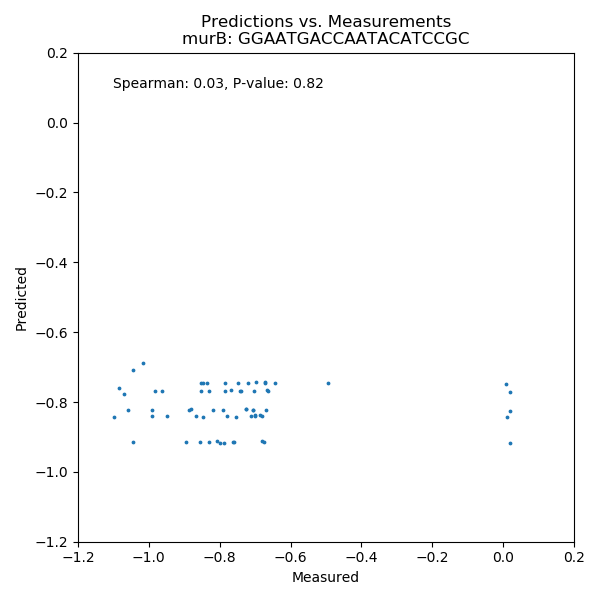 Predictions vs. Measurements
murB: GGAATGACCAATACATCCGC
Spearman: 0.03, P-value: 0.82
0.2
0.0
−0.2
−0.4
−0.6
−0.8
−1.0
−1.2
Predicted
−1.2 −1.0 −0.8 −0.6 −0.4 −0.2 0.0 0.2
Measured